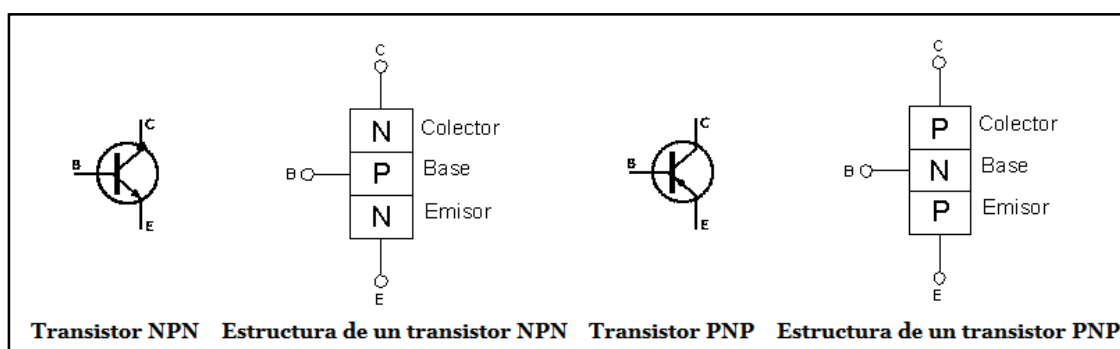 C
B
E
Transistor NPN
C
N Colector
B P Base
N Emisor
E
Estructura de un transistor NPN
C
B
E
Transistor PNP
C
P Colector
B N Base
P Emisor
E
Estructura de un transistor PNP